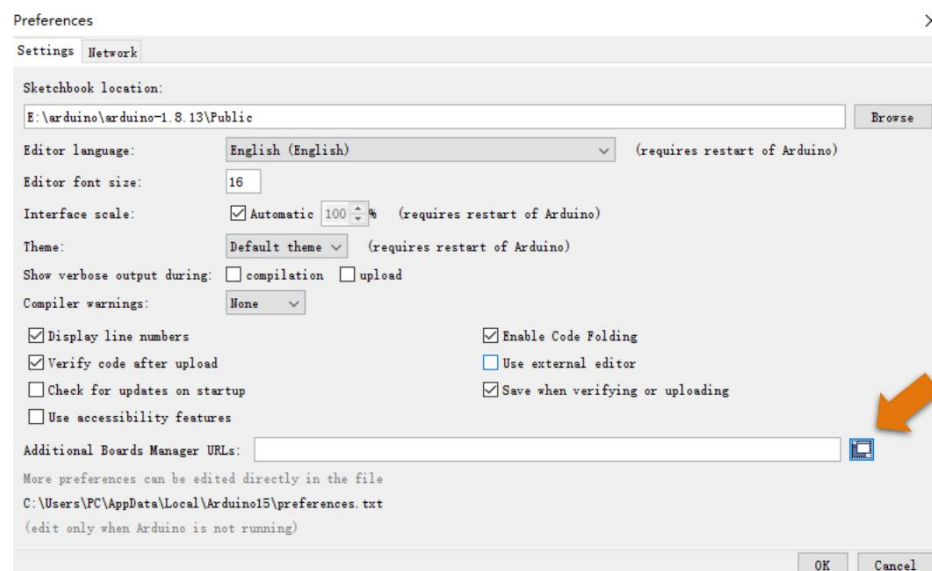 Preferences
Settings Network
Sketchbook location:
E:\arduino\arduino-1.8.13\Public Browse
Editor language: English (English) (requires restart of Arduino)
Editor font size: 16
Interface scale: Automatic 100 % (requires restart of Arduino)
Theme: Default theme (requires restart of Arduino)
Show verbose output during: compilation upload
Compiler warnings: None
Display line numbers Enable Code Folding
Verify code after upload Use external editor
Check for updates on startup Save when verifying or uploading
Use accessibility features
Additional Boards Manager URLs:
More preferences can be edited directly in the file
C:\Users\PC\AppData\Local\Arduino15\preferences.txt
(edit only when Arduino is not running)
OK Cancel